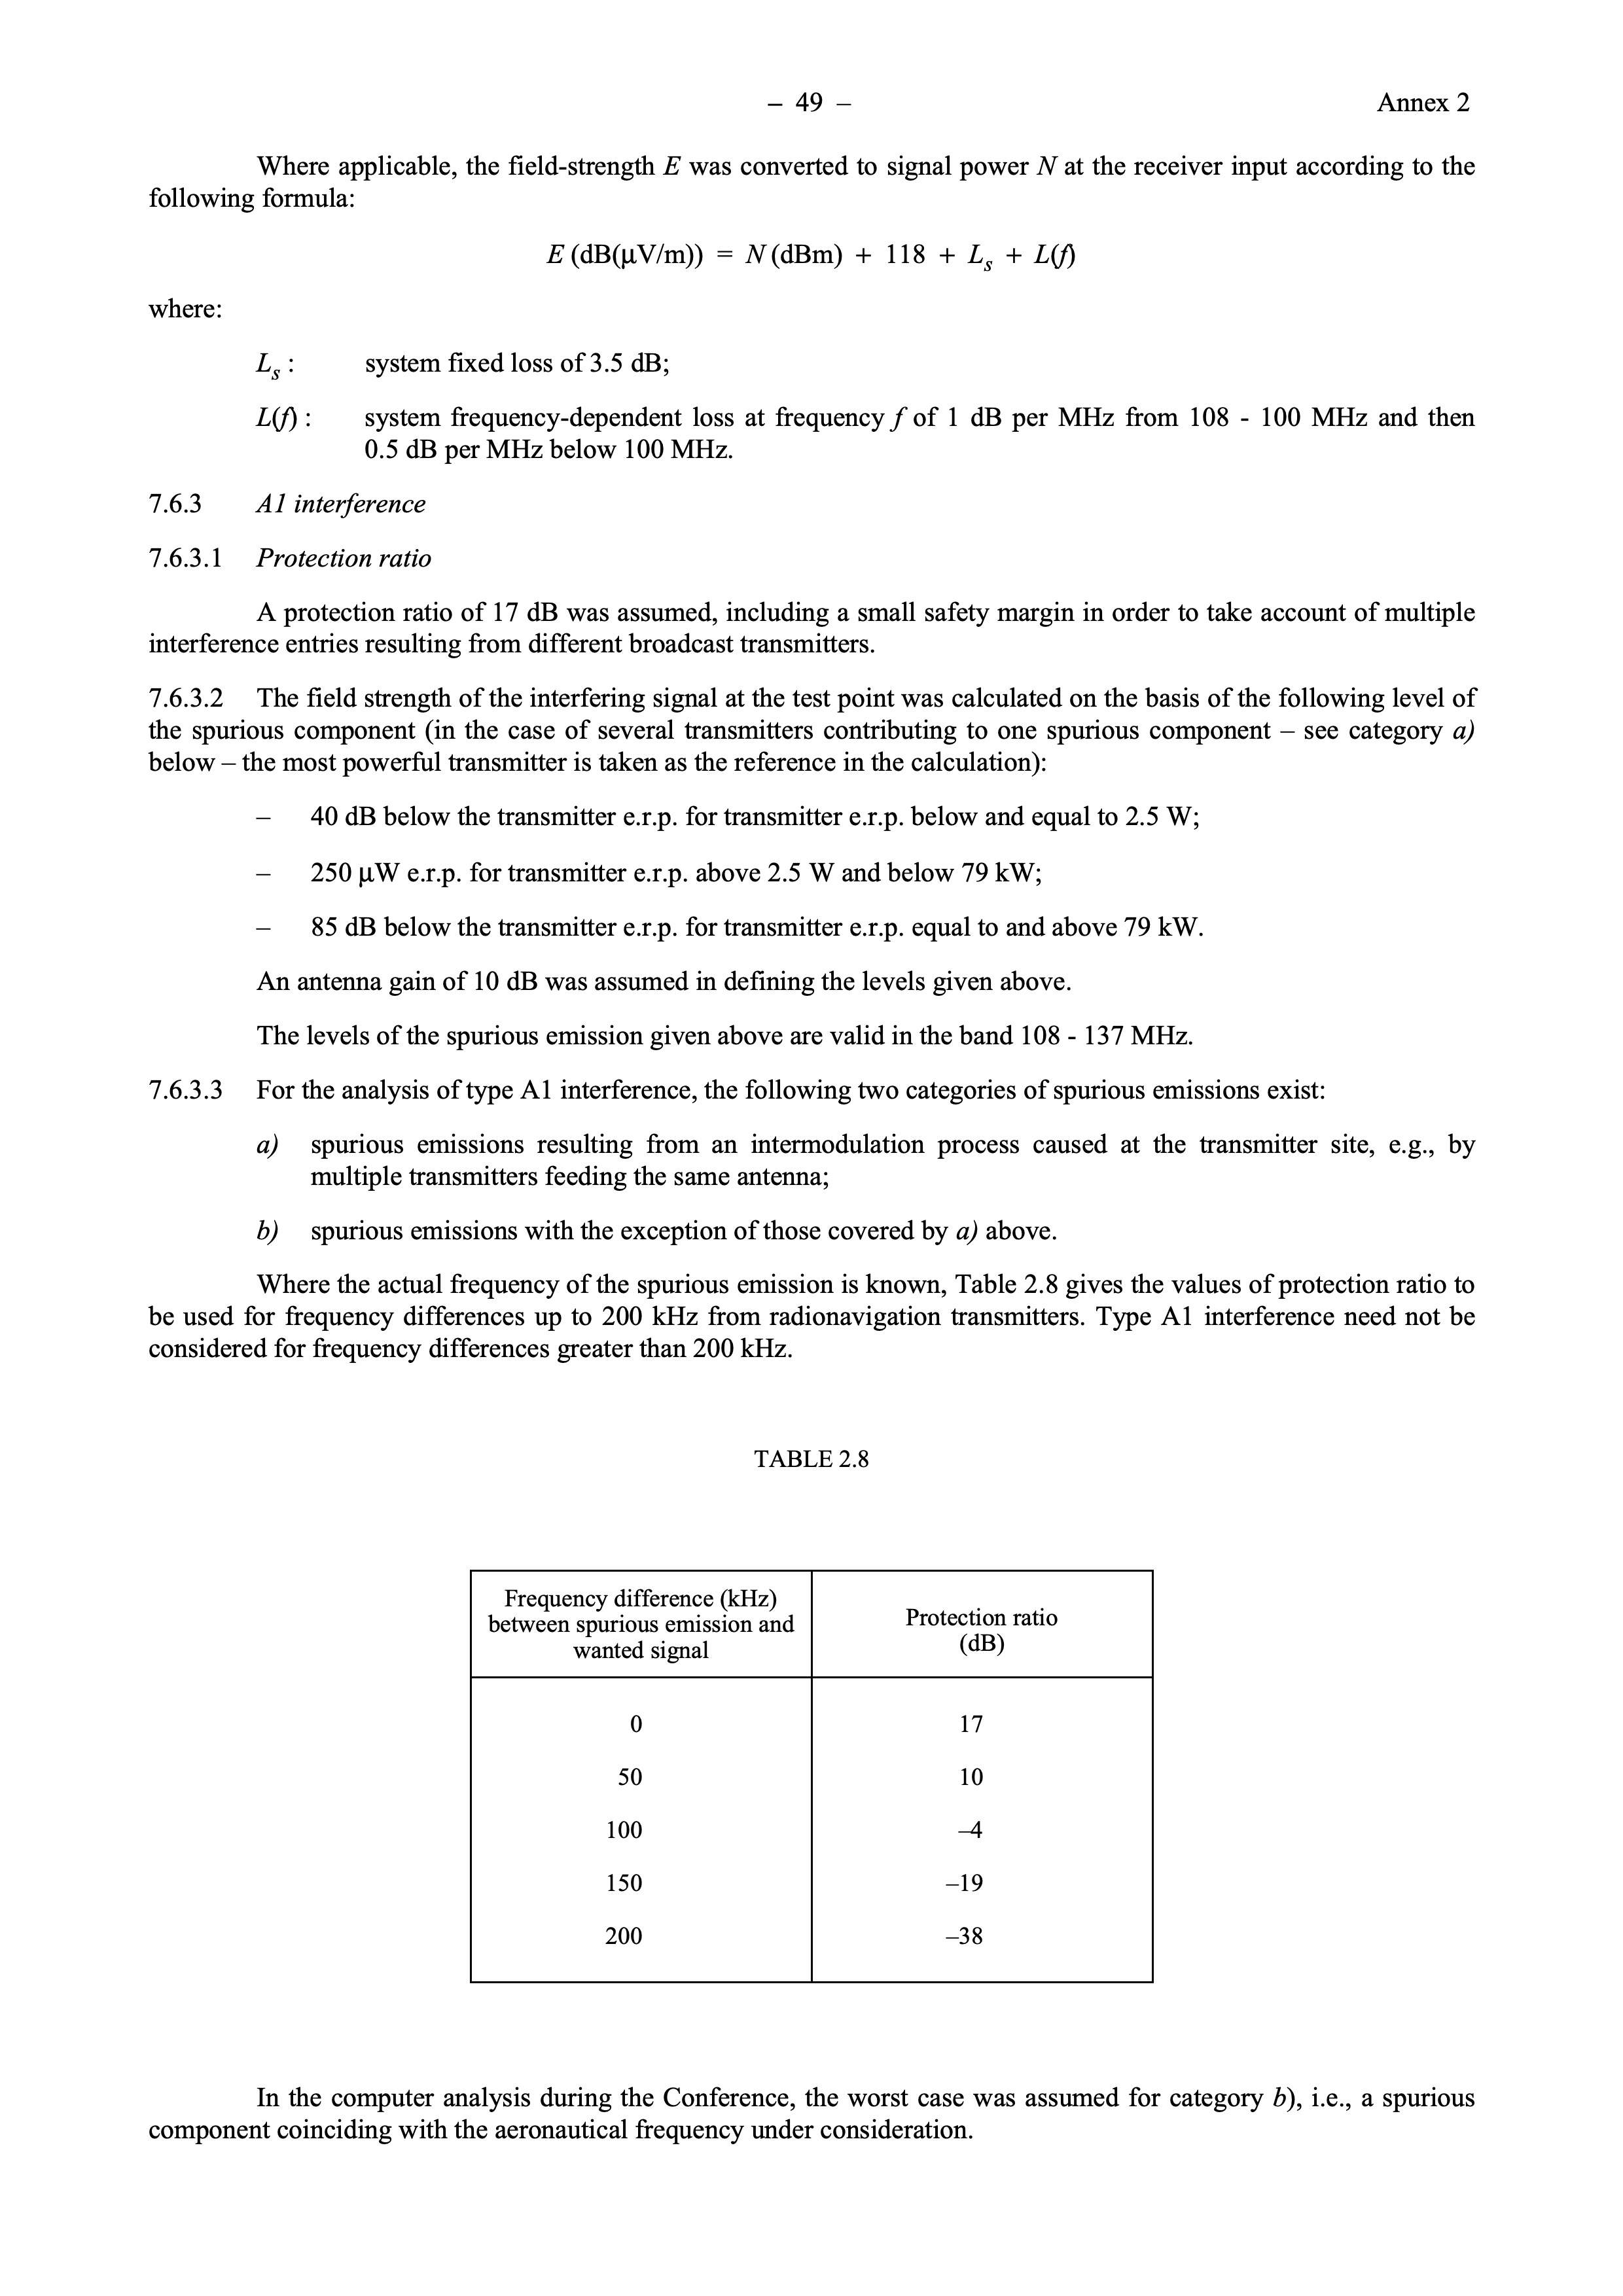 – 49 –
Annex 2
Where applicable, the field-strength E was converted to signal power N at the receiver input according to the
following formula:
E (dB(µV/m)) = N (dBm) + 118 + Ls + L(f)
where:
Ls : system fixed loss of 3.5 dB;
L(f) : system frequency-dependent loss at frequency f of 1 dB per MHz from 108 - 100 MHz and then
0.5 dB per MHz below 100 MHz.
7.6.3 A1 interference
7.6.3.1 Protection ratio
A protection ratio of 17 dB was assumed, including a small safety margin in order to take account of multiple
interference entries resulting from different broadcast transmitters.
7.6.3.2 The field strength of the interfering signal at the test point was calculated on the basis of the following level of
the spurious component (in the case of several transmitters contributing to one spurious component – see category a)
below – the most powerful transmitter is taken as the reference in the calculation):
– 40 dB below the transmitter e.r.p. for transmitter e.r.p. below and equal to 2.5 W;
– 250 µW e.r.p. for transmitter e.r.p. above 2.5 W and below 79 kW;
– 85 dB below the transmitter e.r.p. for transmitter e.r.p. equal to and above 79 kW.
An antenna gain of 10 dB was assumed in defining the levels given above.
The levels of the spurious emission given above are valid in the band 108 - 137 MHz.
7.6.3.3 For the analysis of type A1 interference, the following two categories of spurious emissions exist:
a) spurious emissions resulting from an intermodulation process caused at the transmitter site, e.g., by
multiple transmitters feeding the same antenna;
b) spurious emissions with the exception of those covered by a) above.
Where the actual frequency of the spurious emission is known, Table 2.8 gives the values of protection ratio to
be used for frequency differences up to 200 kHz from radionavigation transmitters. Type A1 interference need not be
considered for frequency differences greater than 200 kHz.
TABLE 2.8
Frequency difference (kHz)
between spurious emission and
wanted signal
Protection ratio
(dB)
0 17
50 10
100 –4
150 –19
200 –38
In the computer analysis during the Conference, the worst case was assumed for category b), i.e., a spurious
component coinciding with the aeronautical frequency under consideration.